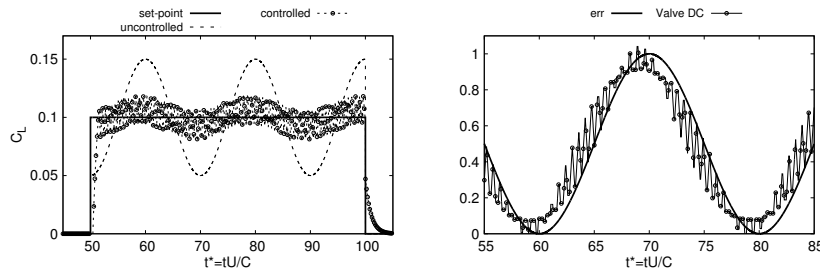 set-point
controlled
uncontrolled
0.15
0.1
0.05
0
C_L
50 60 70 80 90 100
t*=tU/C
err
Valve DC
1
0.8
0.6
0.4
0.2
0
55 60 65 70 75 80 85
t*=tU/C